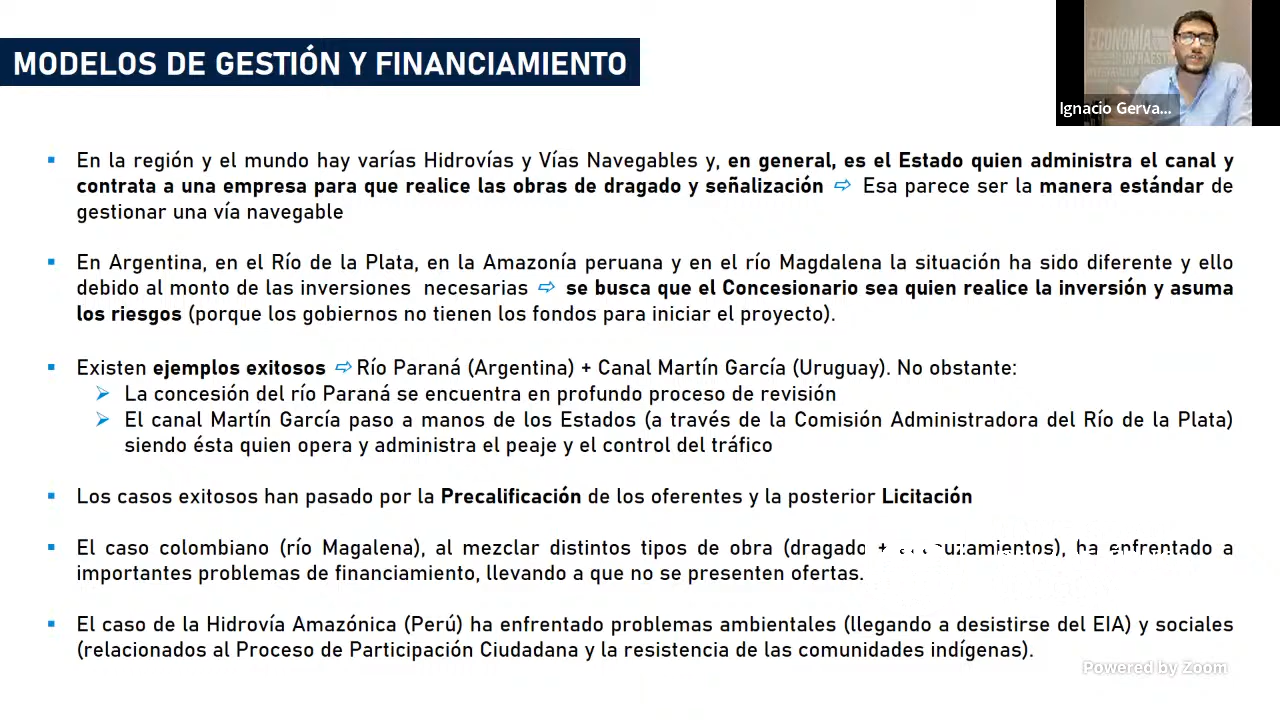 MODELOS DE GESTIÓN Y FINANCIAMIENTO
ECONOMÍA
Ignacio Gerva...
▪ En la región y el mundo hay varías Hidrovías y Vías Navegables y, en general, es el Estado quien administra el canal y
contrata a una empresa para que realice las obras de dragado y señalización ⇨ Esa parece ser la manera estándar de
gestionar una vía navegable
▪ En Argentina, en el Río de la Plata, en la Amazonía peruana y en el río Magdalena la situación ha sido diferente y ello
debido al monto de las inversiones necesarias ⇨ se busca que el Concesionario sea quien realice la inversión y asuma
los riesgos (porque los gobiernos no tienen los fondos para iniciar el proyecto).
▪ Existen ejemplos exitosos ⇨ Río Paraná (Argentina) + Canal Martín García (Uruguay). No obstante:
➢ La concesión del río Paraná se encuentra en profundo proceso de revisión
➢ El canal Martín García paso a manos de los Estados (a través de la Comisión Administradora del Río de la Plata)
siendo ésta quien opera y administra el peaje y el control del tráfico
▪ Los casos exitosos han pasado por la Precalificación de los oferentes y la posterior Licitación
▪ El caso colombiano (río Magalena), al mezclar distintos tipos de obra (dragado + ha enfrentado a
importantes problemas de financiamiento, llevando a que no se presenten ofertas.
▪ El caso de la Hidrovía Amazónica (Perú) ha enfrentado problemas ambientales (llegando a desistirse del EIA) y sociales
(relacionados al Proceso de Participación Ciudadana y la resistencia de las comunidades indígenas).
Powered by Zoom